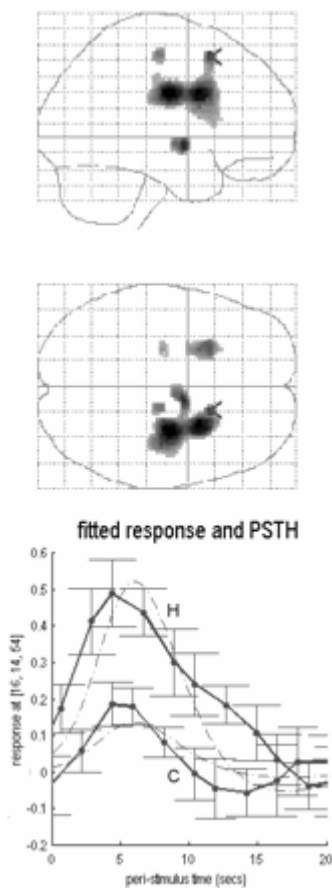 fitted response and PSTH
0.6
0.5
0.4
0.3
0.2
0.1
0
-0.1
-0.2
response at [16, 14, 64]
H
C
0
5
10
15
20
peri-stimulus time (secs)